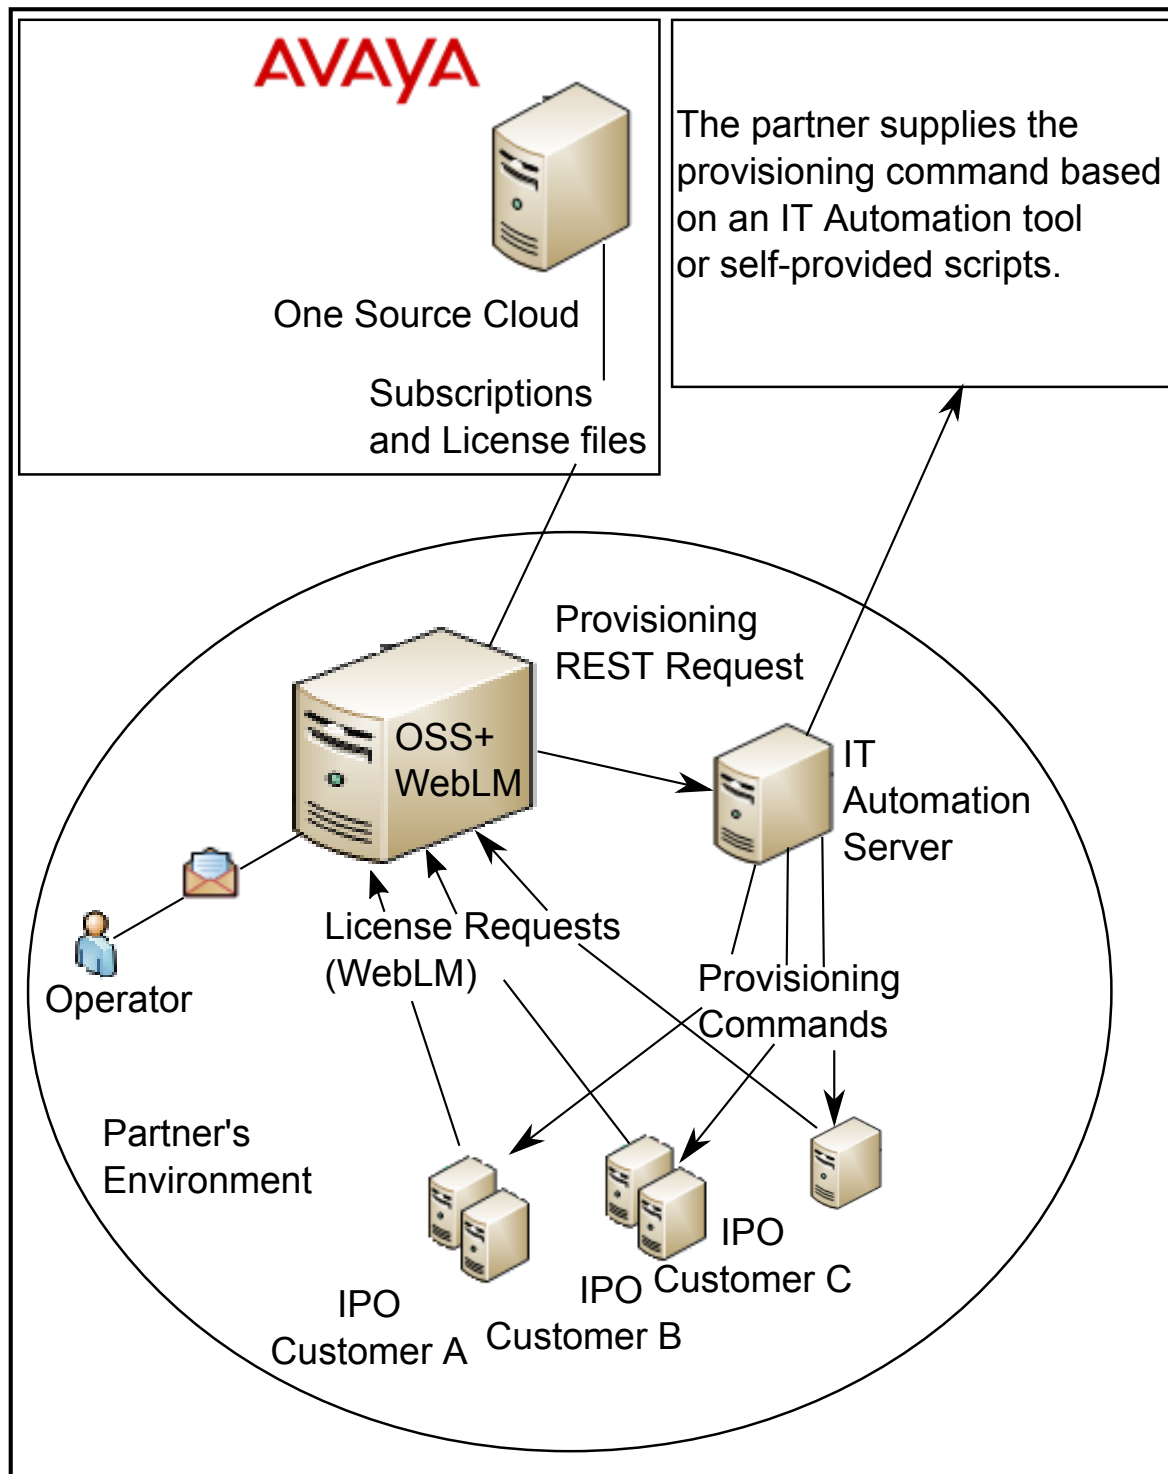 AVAYA
The partner supplies the
provisioning command based
on an IT Automation tool
or self-provided scripts.
One Source Cloud
Subscriptions
and License files
Provisioning
REST Request
OSS+
WebLM
IT
Automation
Server
License Requests
(WebLM)
Provisioning
Commands
Operator
Partner's
Environment
IPO
Customer A
IPO
Customer B
IPO
Customer C